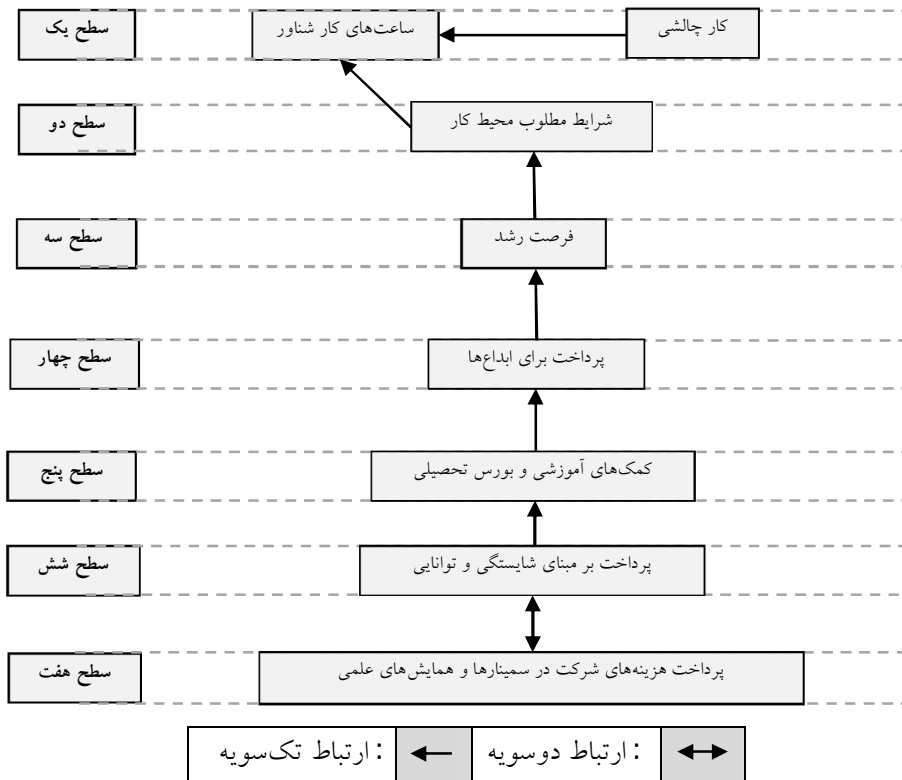 سطح یک
کار چالشی
ساعت‌های کار شناور
سطح دو
شرایط مطلوب محیط کار
سطح سه
فرصت رشد
سطح چهار
پرداخت برای ابداع‌ها
سطح پنج
کمک‌های آموزشی و بورس تحصیلی
سطح شش
پرداخت بر مبنای شایستگی و توانایی
سطح هفت
پرداخت هزینه‌های شرکت در سمینارها و همایش‌های علمی
: ارتباط دوسویه
: ارتباط تک‌سویه